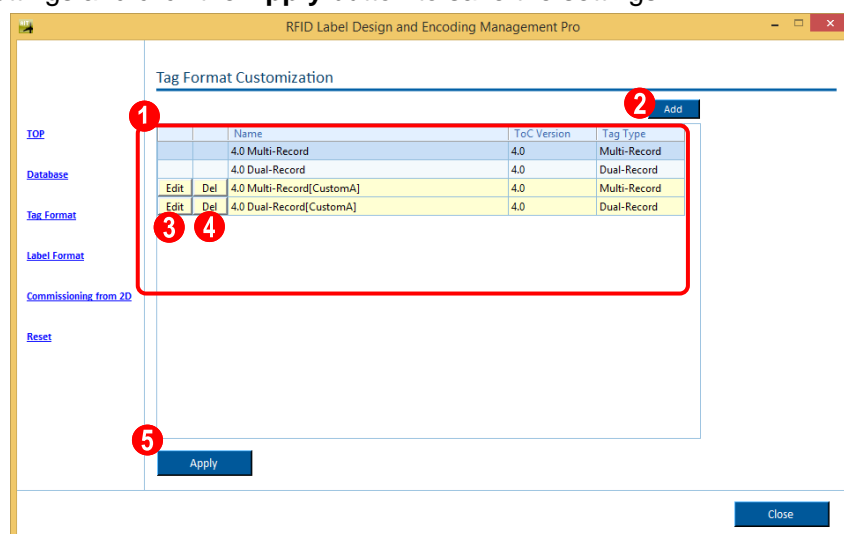 RFID Label Design and Encoding Management Pro
Tag Format Customization
2
Add
1
TOP
Name ToC Version Tag Type
4.0 Multi-Record 4.0 Multi-Record
Database
4.0 Dual-Record 4.0 Dual-Record
Edit Del 4.0 Multi-Record[CustomA] 4.0 Multi-Record
Edit Del 4.0 Dual-Record[CustomA] 4.0 Dual-Record
Tag Format
3 4
Label Format
Commissioning from 2D
Reset
5
Apply
Close